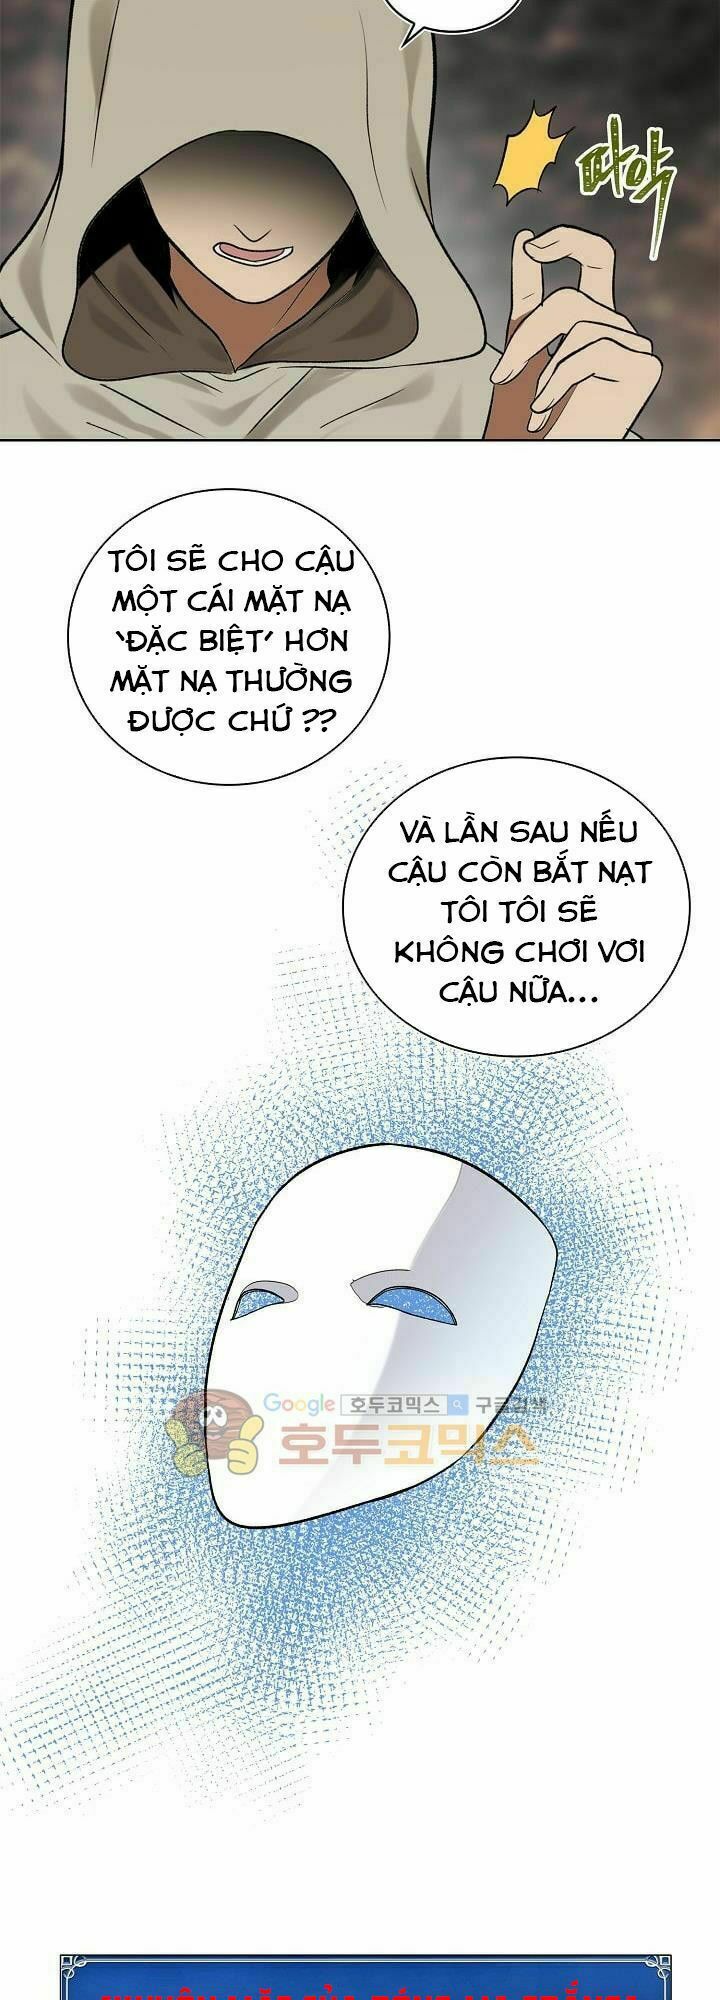 파앗
TÔI SẼ CHO CẬU
MỘT CÁI MẶT NẠ
'ĐẶC BIỆT' HƠN
MẶT NẠ THƯỜNG
ĐƯỢC CHỨ ??
VÀ LẦN SAU NẾU
CẬU CÒN BẮT NẠT
TÔI TÔI SẼ
KHÔNG CHƠI VƠI
CẬU NỮA...
Google 호두코믹스 구글검색
호두코믹스